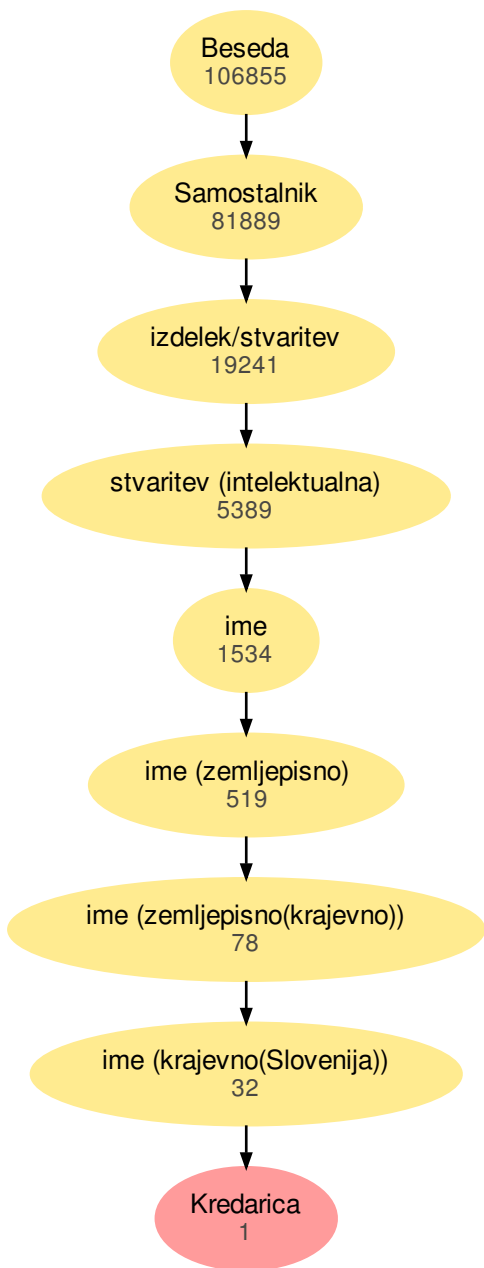 Beseda
106855
Samostalnik
81889
izdelek/stvaritev
19241
stvaritev (intelektualna)
5389
ime
1534
ime (zemljepisno)
519
ime (zemljepisno(krajevno))
78
ime (krajevno(Slovenija))
32
Kredarica
1